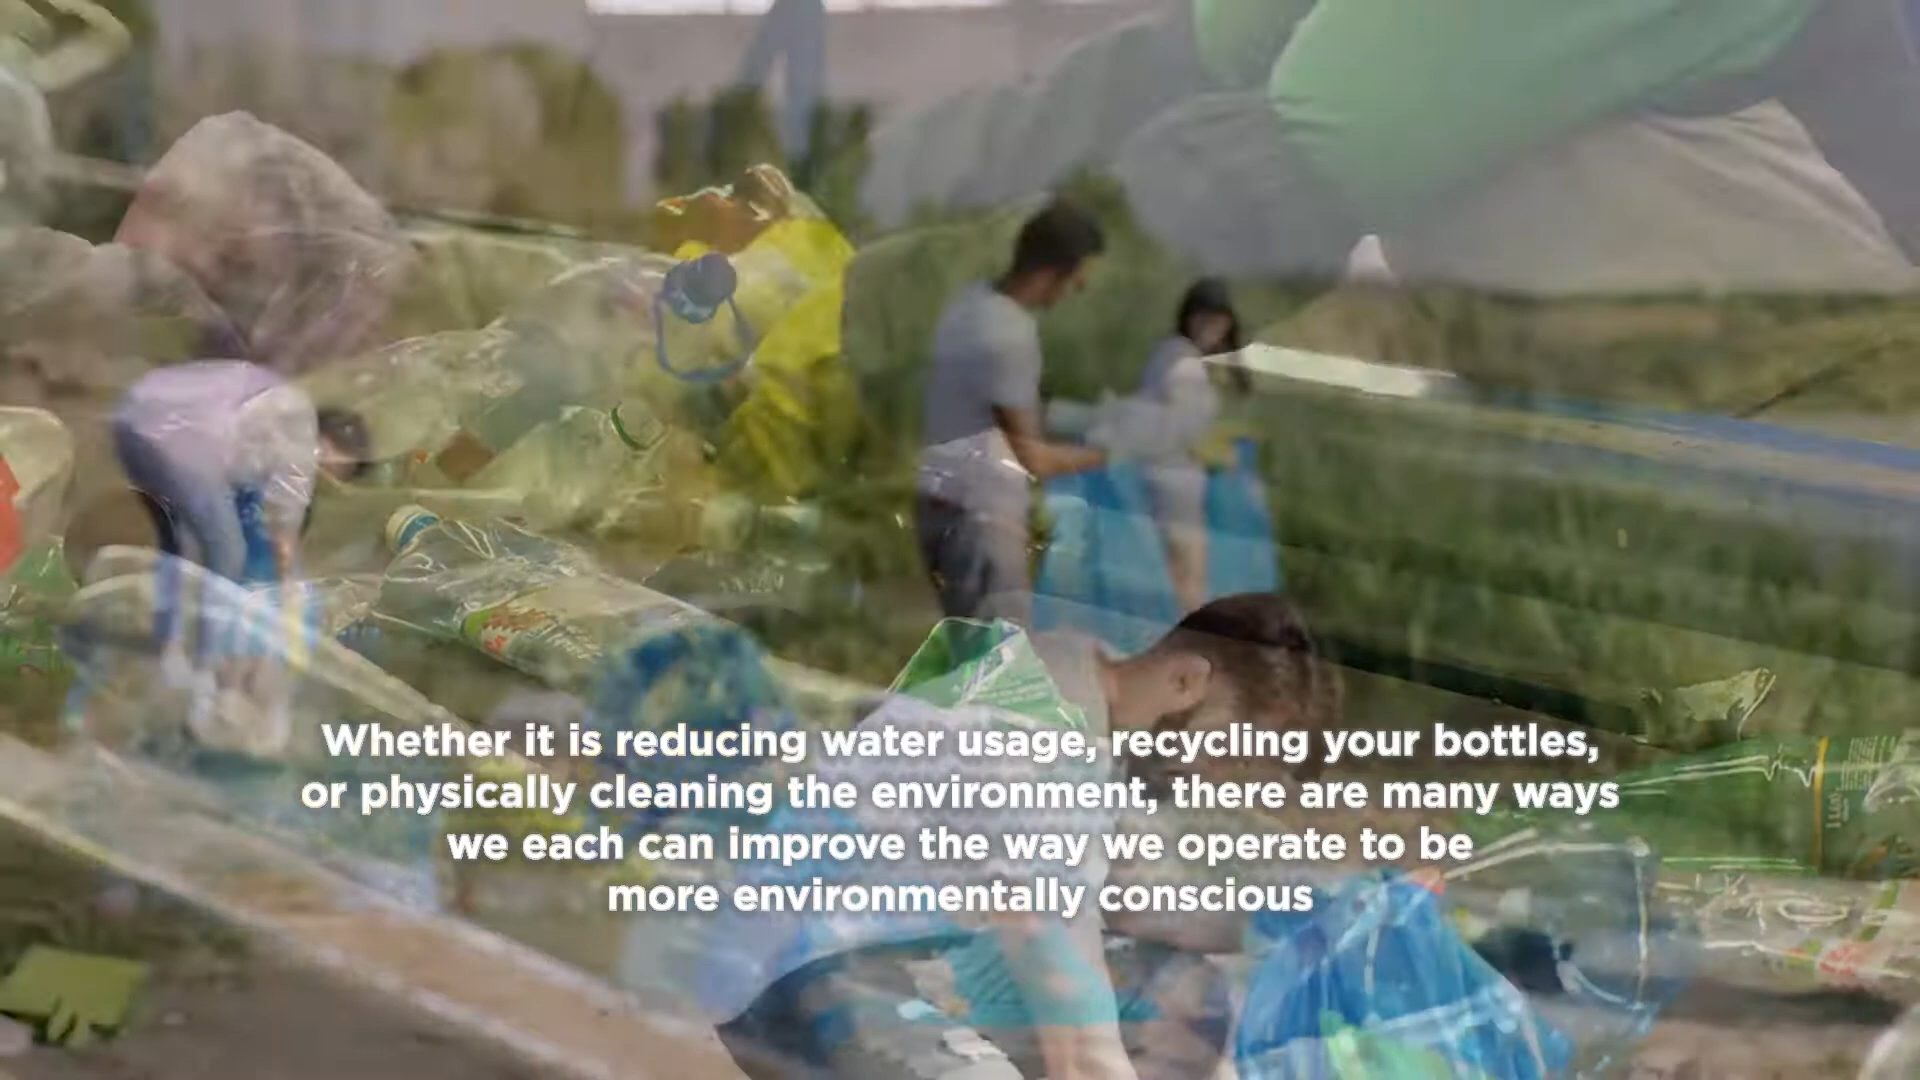 Whether it is reducing water usage, recycling your bottles,
or physically cleaning the environment, there are many ways
we each can improve the way we operate to be
more environmentally conscious